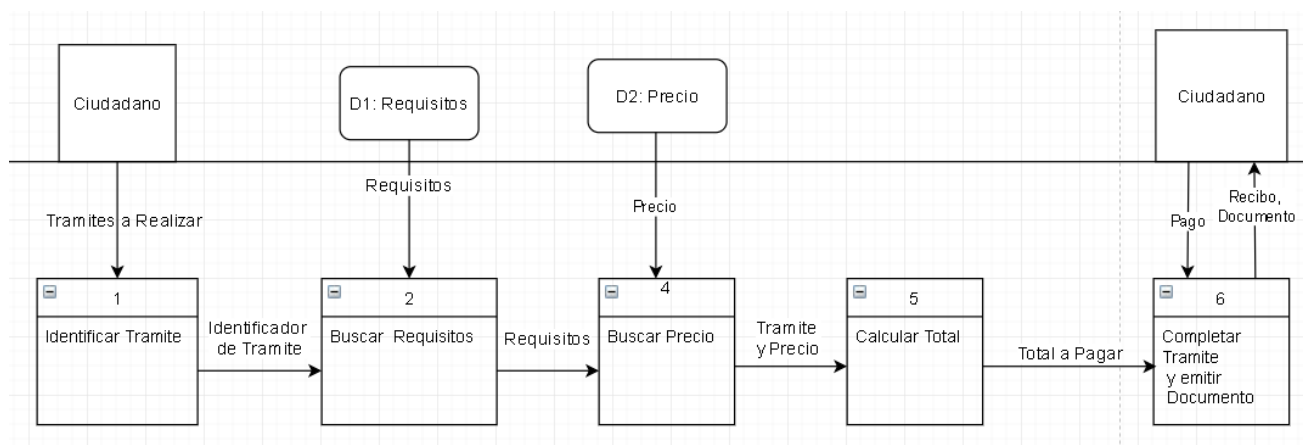 Ciudadano
D1: Requisitos
D2: Precio
Ciudadano
Requisitos
Tramites a Realizar
Precio
Pago
Recibo,
Documento
1
Identificar Tramite
Identificador
de Tramite
2
Buscar Requisitos
Requisitos
4
Buscar Precio
Tramite
y Precio
5
Calcular Total
Total a Pagar
6
Completar
Tramite
y emitir
Documento